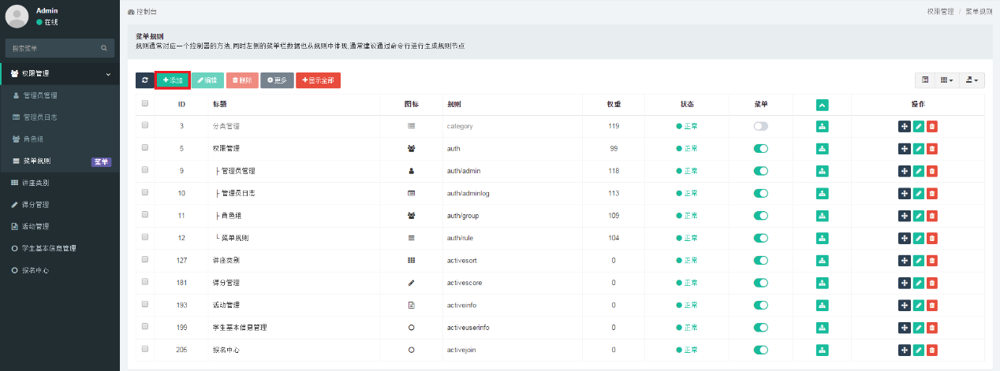 Admin
在线
搜索菜单
权限管理
管理员管理
管理员日志
角色组
菜单规则 菜单
讲座类别
得分管理
活动管理
学生基本信息管理
报名中心
控制台
权限管理 / 菜单规则
菜单规则
规则通常对应一个控制器的方法,同时左侧的菜单栏数据也从规则中体现,通常建议通过命令行进行生成规则节点
添加 编辑 删除 更多 显示全部
ID 标题 图标 规则 权重 状态 菜单 操作
3 分类管理 category 119 正常
5 权限管理 auth 99 正常
9 ├ 管理员管理 auth/admin 118 正常
10 ├ 管理员日志 auth/adminlog 113 正常
11 ├ 角色组 auth/group 109 正常
12 └ 菜单规则 auth/rule 104 正常
127 讲座类别 activesort 0 正常
181 得分管理 activescore 0 正常
193 活动管理 activeinfo 0 正常
199 学生基本信息管理 activeuserinfo 0 正常
205 报名中心 activejoin 0 正常